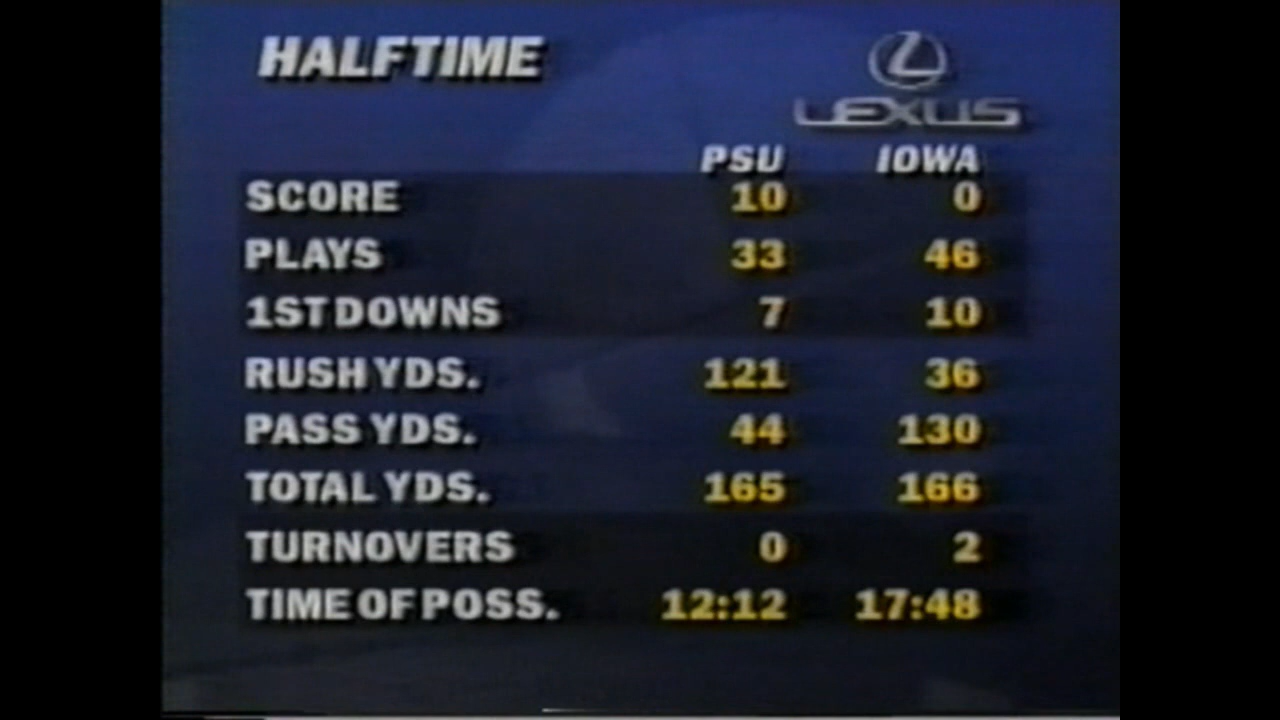 HALFTIME
LEXUS
PSU IOWA
SCORE 10 0
PLAYS 33 46
1ST DOWNS 7 10
RUSH YDS. 121 36
PASS YDS. 44 130
TOTAL YDS. 165 166
TURNOVERS 0 2
TIME OF POSS. 12:12 17:48